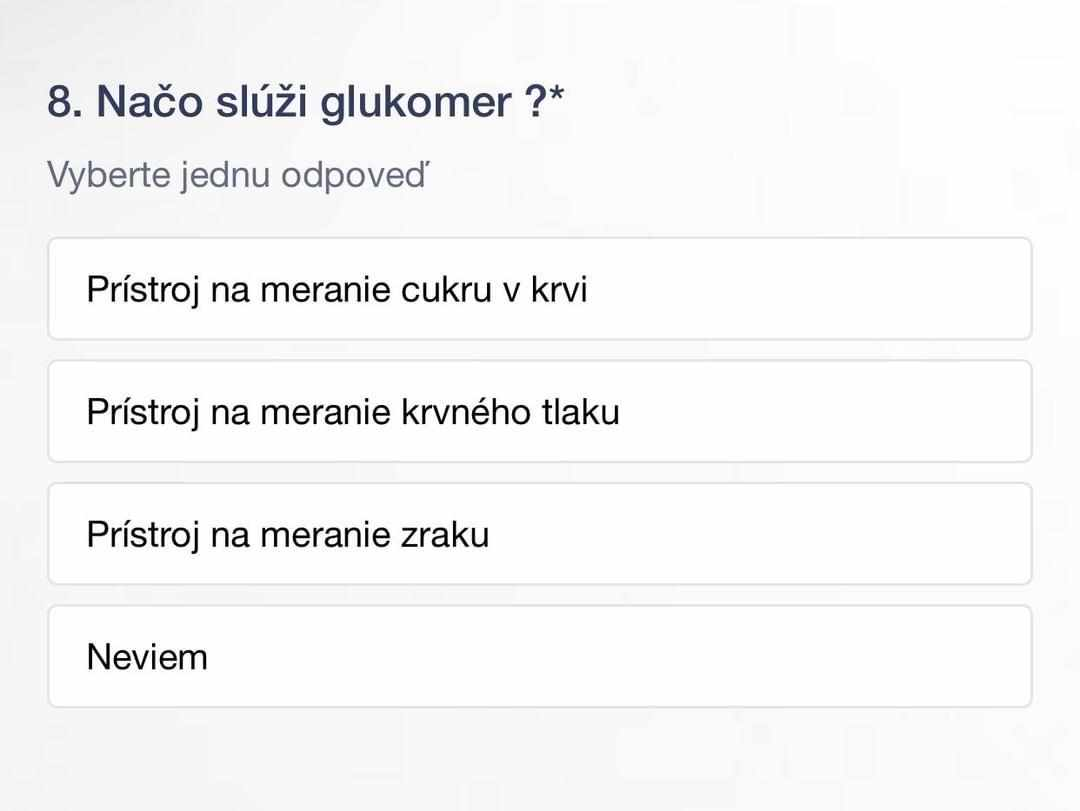 8. Načo slúži glukomer ?*
Vyberte jednu odpoveď
Prístroj na meranie cukru v krvi
Prístroj na meranie krvného tlaku
Prístroj na meranie zraku
Neviem